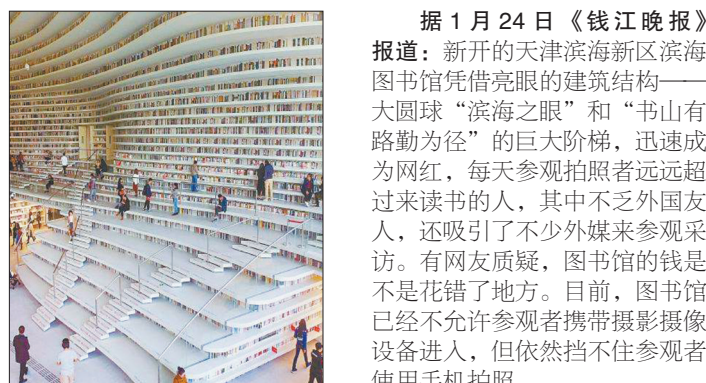 据1月24日《钱江晚报》
报道：新开的天津滨海新区滨海
图书馆凭借亮眼的建筑结构——
大圆球“滨海之眼”和“书山有
路勤为径”的巨大阶梯，迅速成
为网红，每天参观拍照者远远超
过来读书的人，其中不乏外国友
人，还吸引了不少外媒来参观采
访。有网友质疑，图书馆的钱是
不是花错了地方。目前，图书馆
已经不允许参观者携带摄影摄像
设备进入，但依然挡不住参观者
使用手机拍照